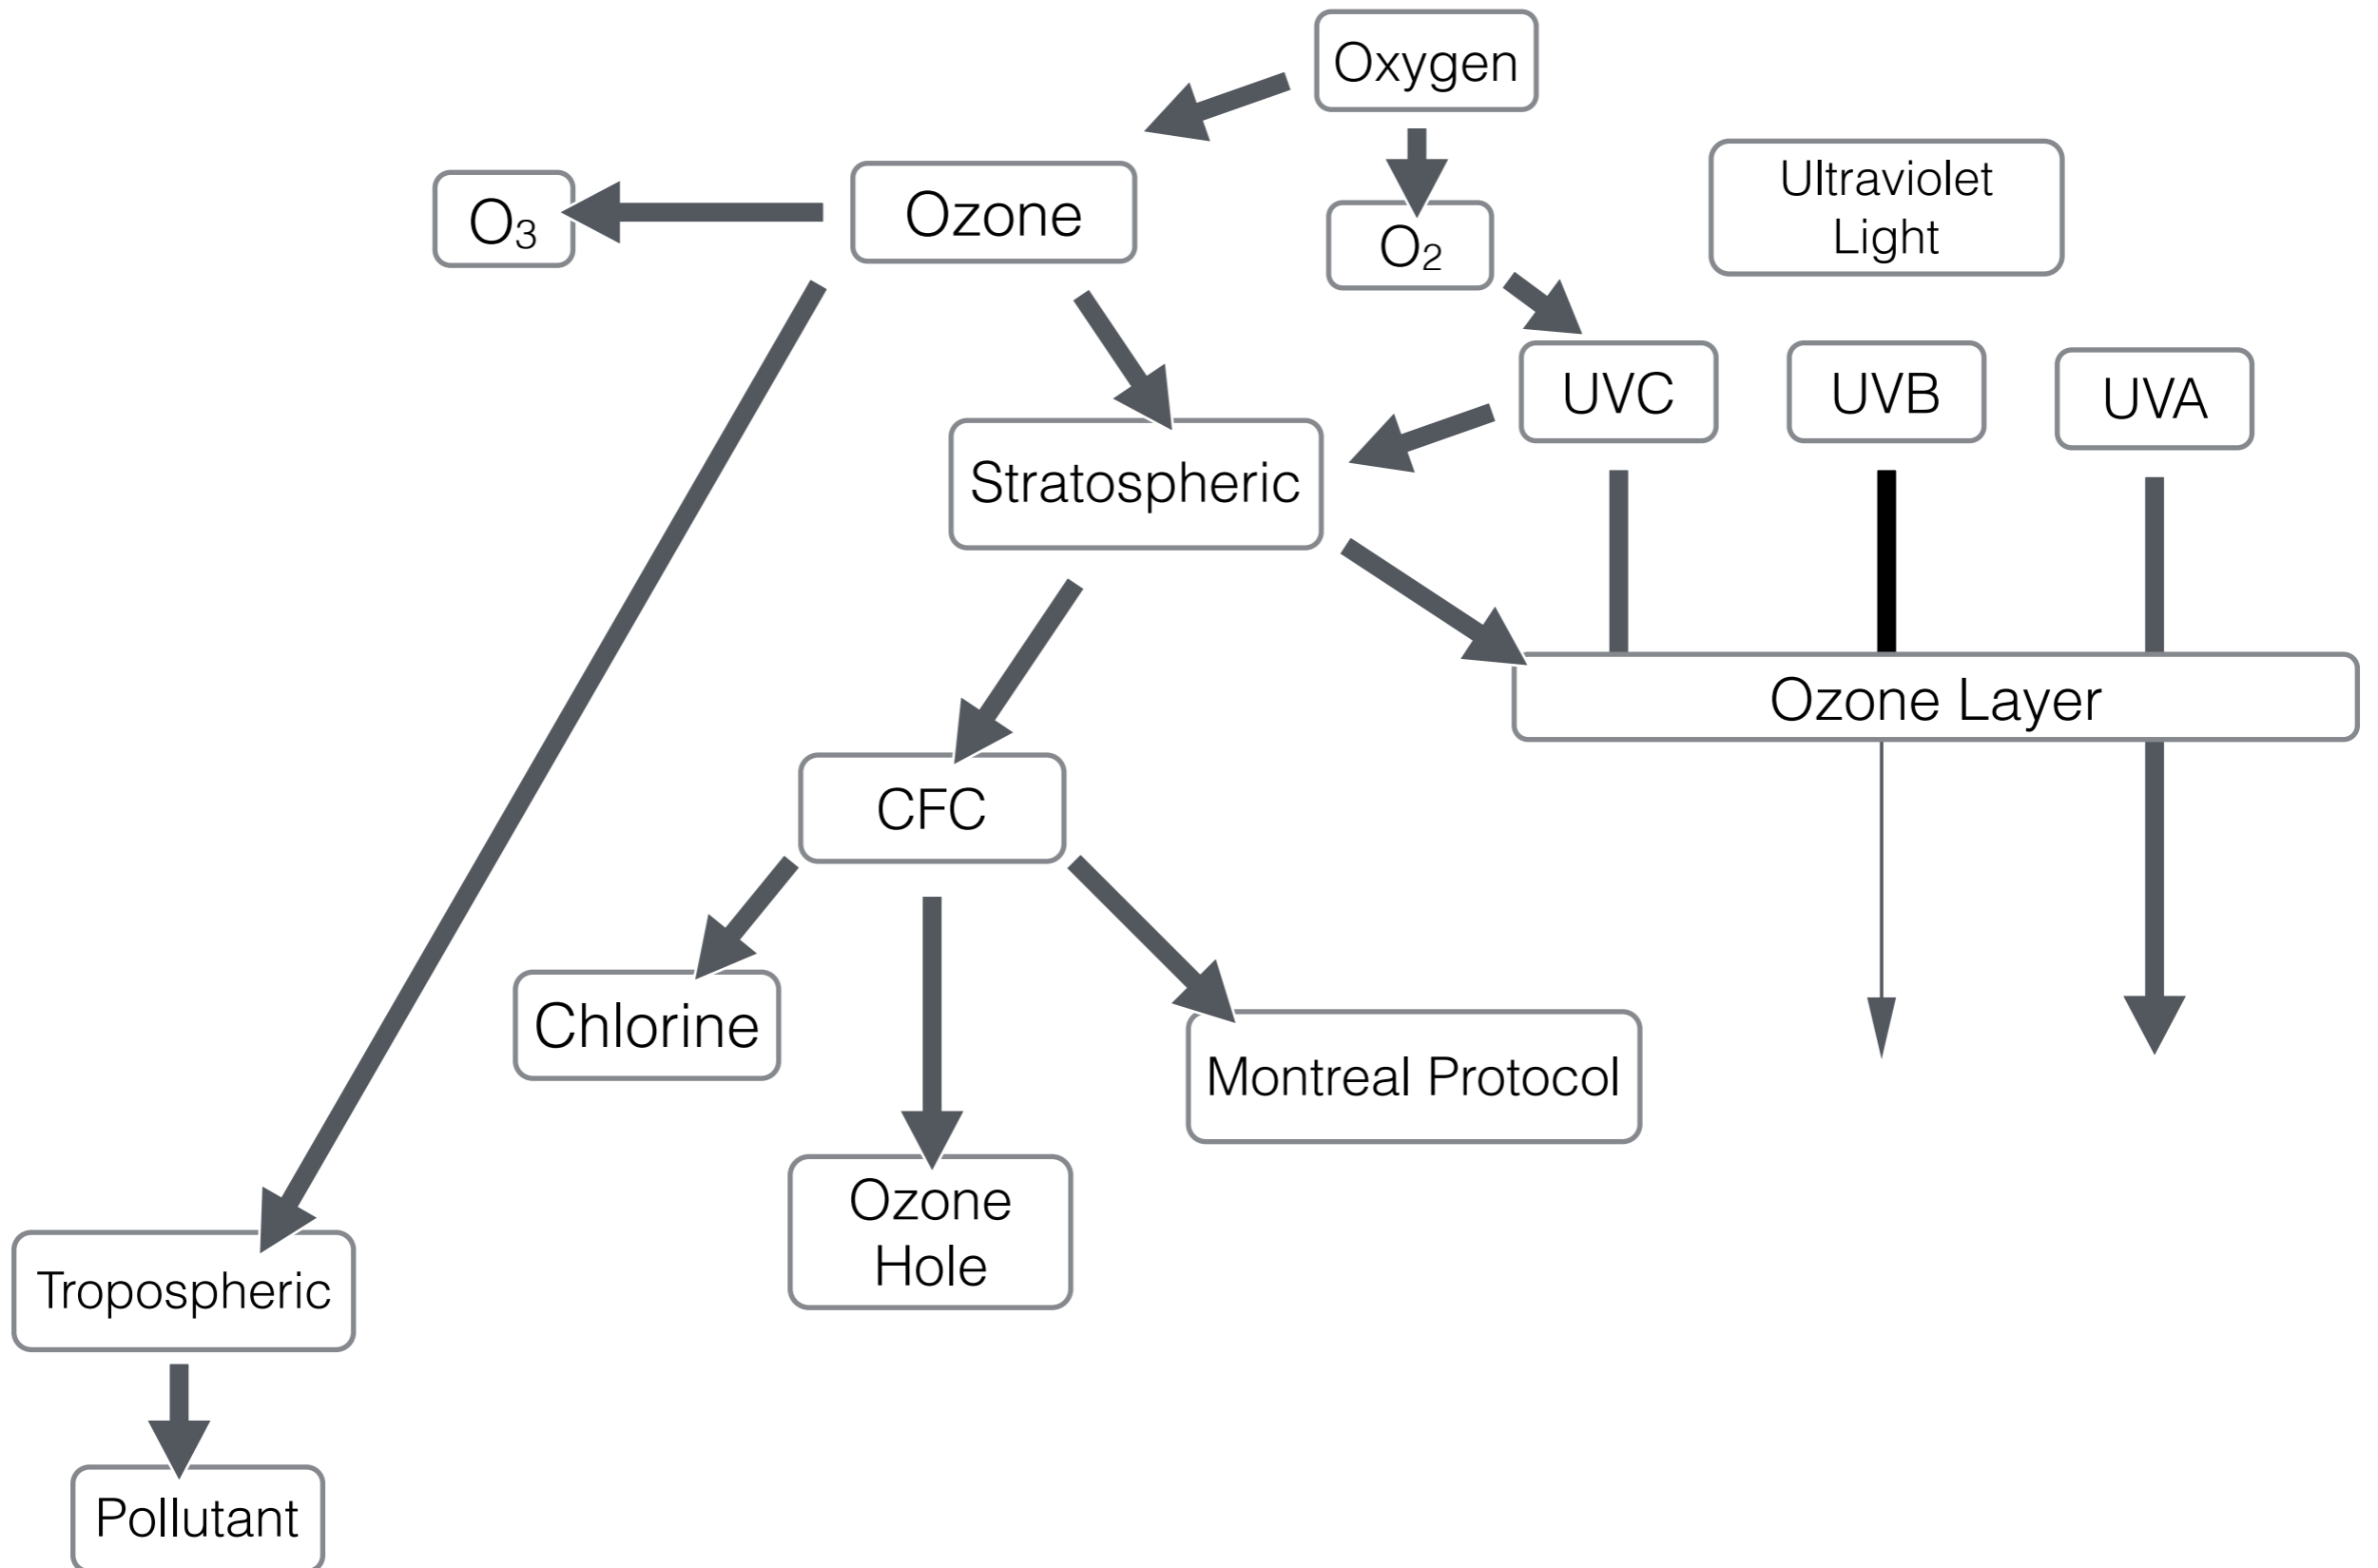 Oxygen
Ultraviolet
Light
O₃
Ozone
O₂
UVC
UVB
UVA
Stratospheric
Ozone Layer
CFC
Chlorine
Montreal Protocol
Ozone
Hole
Tropospheric
Pollutant